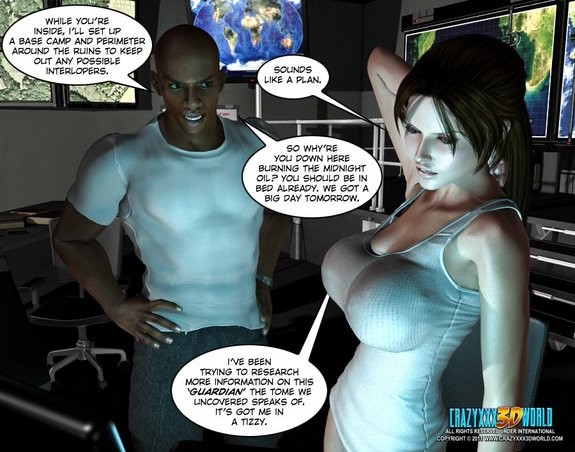 WHILE YOU'RE
INSIDE, I'LL SET UP
A BASE CAMP AND PERIMETER
AROUND THE RUINS TO KEEP
OUT ANY POSSIBLE
INTERLOPERS.
SOUNDS
LIKE A PLAN.
SO WHY'RE
YOU DOWN HERE
BURNING THE MIDNIGHT
OIL? YOU SHOULD BE IN
BED ALREADY. WE GOT A
BIG DAY TOMORROW.
I'VE BEEN
TRYING TO RESEARCH
MORE INFORMATION ON THIS
'GUARDIAN' THE TOME WE
UNCOVERED SPEAKS OF.
IT'S GOT ME IN
A TIZZY.
CRAZYXXX3DWORLD
ALL RIGHTS RESERVED UNDER INTERNATIONAL
COPYRIGHT © WWW.CRAZYXXX3DWORLD.COM